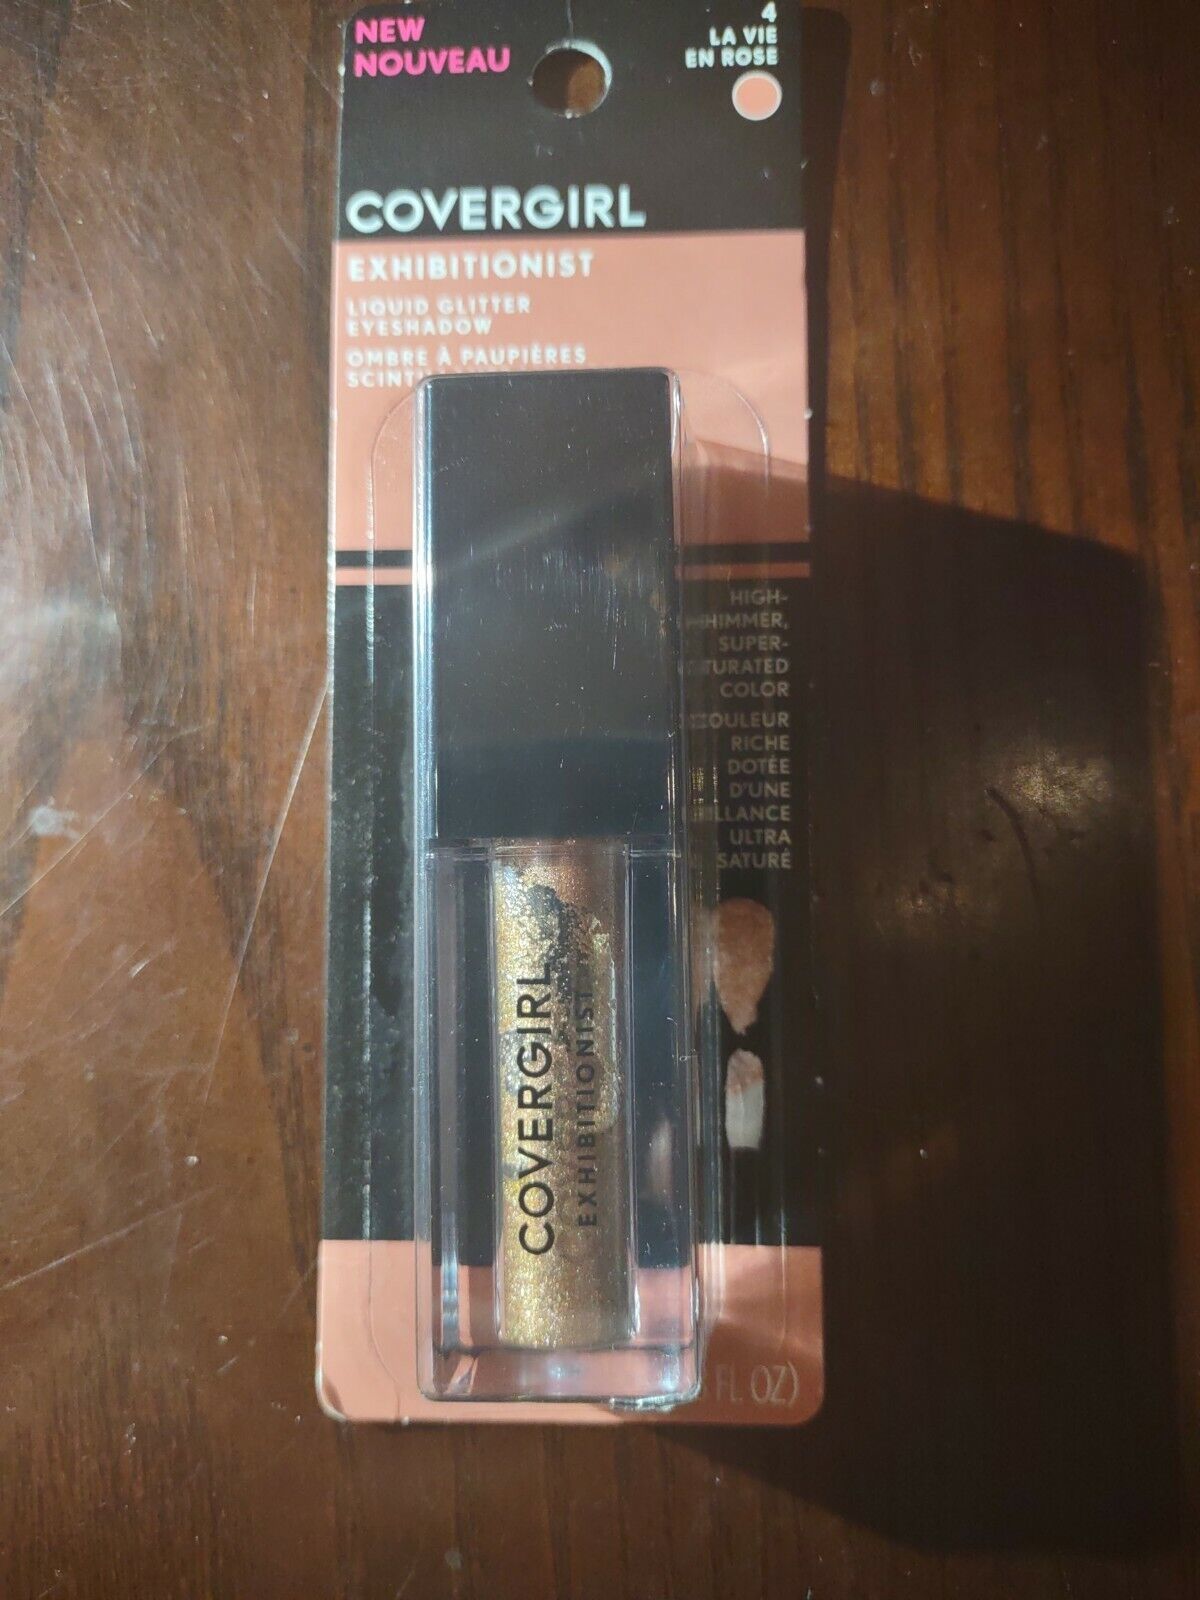 NEW
NOUVEAU
4
LA VIE
EN ROSE
COVERGIRL
EXHIBITIONIST
LIQUID GLITTER
EYESHADOW
OMBRE À PAUPIÈRES
HIGH-
SUPER-
COLOR
COULEUR
RICHE
DOTÉE
D'UNE
ULTRA
SATURÉ
COVERGIRL
EXHIBITIONIST
FL. OZ)